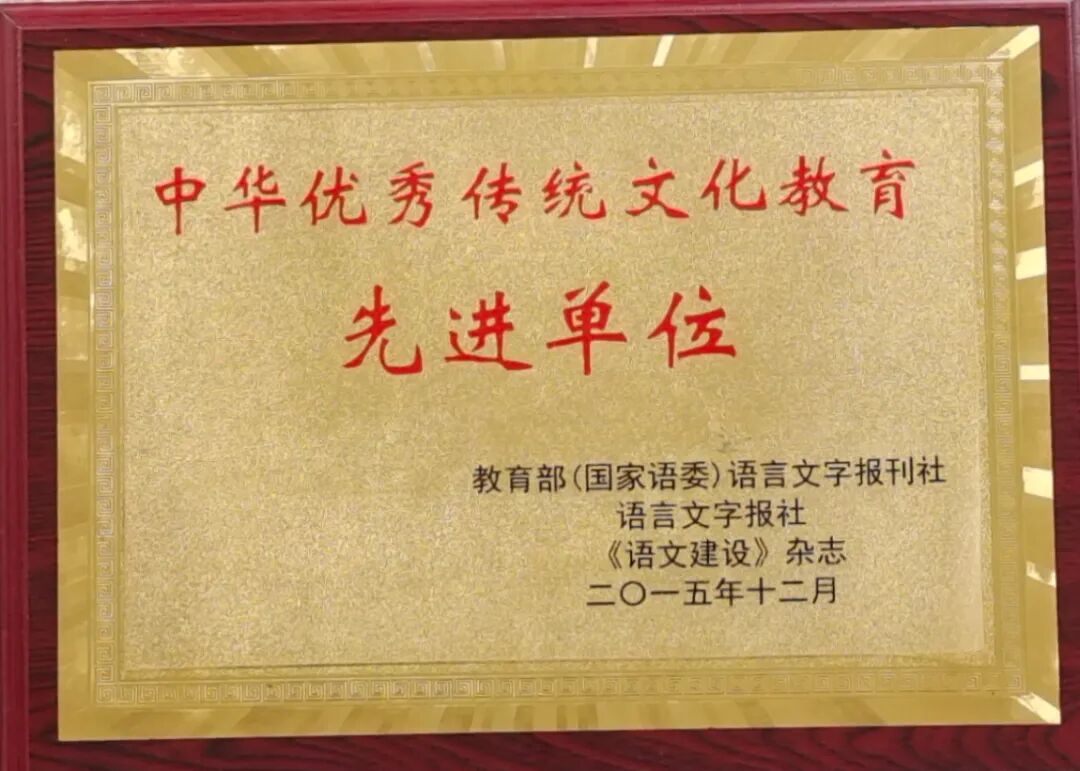 中华优秀传统文化教育
先进单位
教育部(国家语委)语言文字报刊社
语言文字报社
《语文建设》杂志
二〇一五年十二月